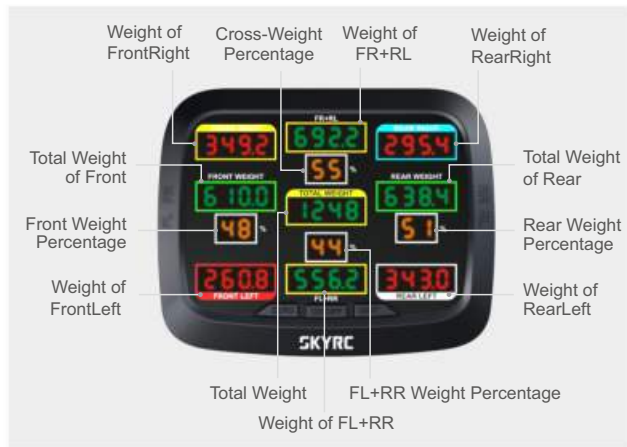 Weight of
FrontRight
Cross-Weight
Percentage
Weight of
FR+RL
Weight of
RearRight
FR+RL
349.2
692.2
REAR RIGHT
295.4
55 %
Total Weight
of Front
FRONT WEIGHT
610.0
TOTAL WEIGHT
1248
REAR WEIGHT
638.4
Total Weight
of Rear
Front Weight
Percentage
48 %
44 %
51 %
Rear Weight
Percentage
Weight of
FrontLeft
260.8
FRONT LEFT
556.2
FL+RR
343.0
REAR LEFT
Weight of
RearLeft
SKYRC
Total Weight
FL+RR Weight Percentage
Weight of FL+RR